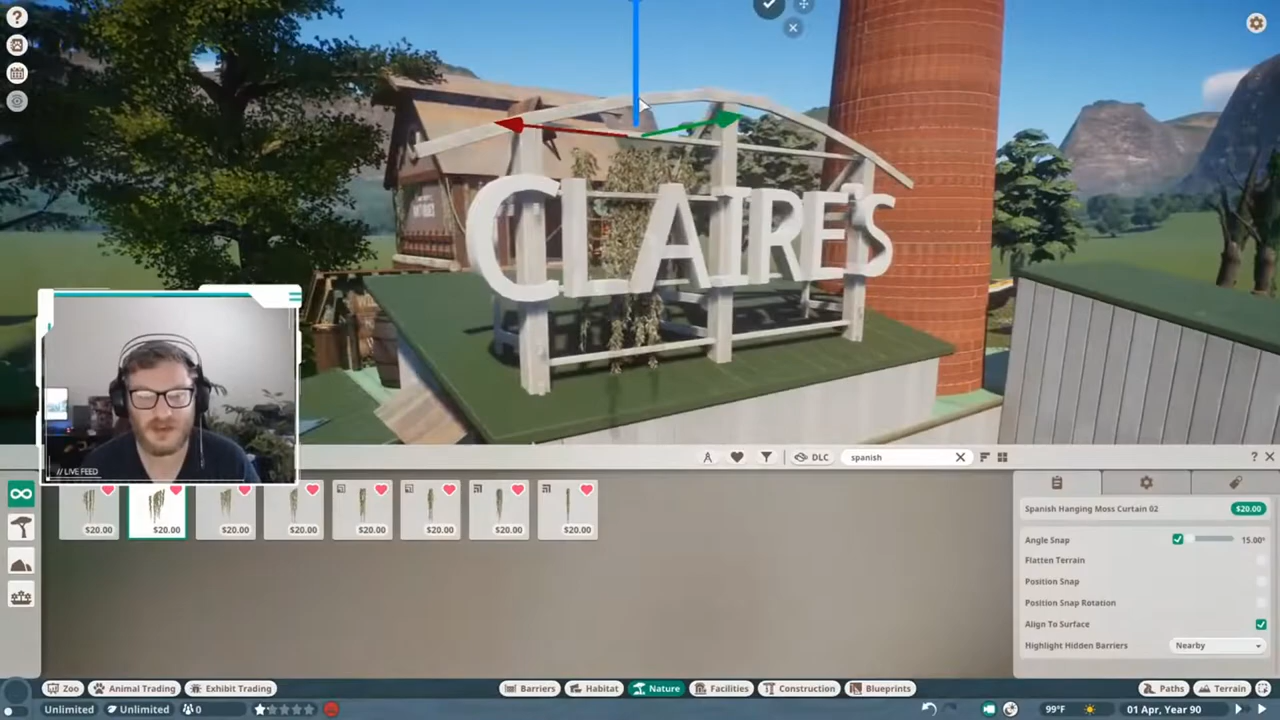 ?
CLAIRE'S
// LIVE FEED
DLC
spanish
?
$20.00
$20.00
$20.00
$20.00
$20.00
$20.00
$20.00
$20.00
Spanish Hanging Moss Curtain 02
$20.00
Angle Snap
15.00°
Flatten Terrain
Position Snap
Position Snap Rotation
Align To Surface
Highlight Hidden Barriers
Nearby
Zoo
Animal Trading
Exhibit Trading
Barriers
Habitat
Nature
Facilities
Construction
Blueprints
Paths
Terrain
Unlimited
Unlimited
0
99°F
01 Apr, Year 90